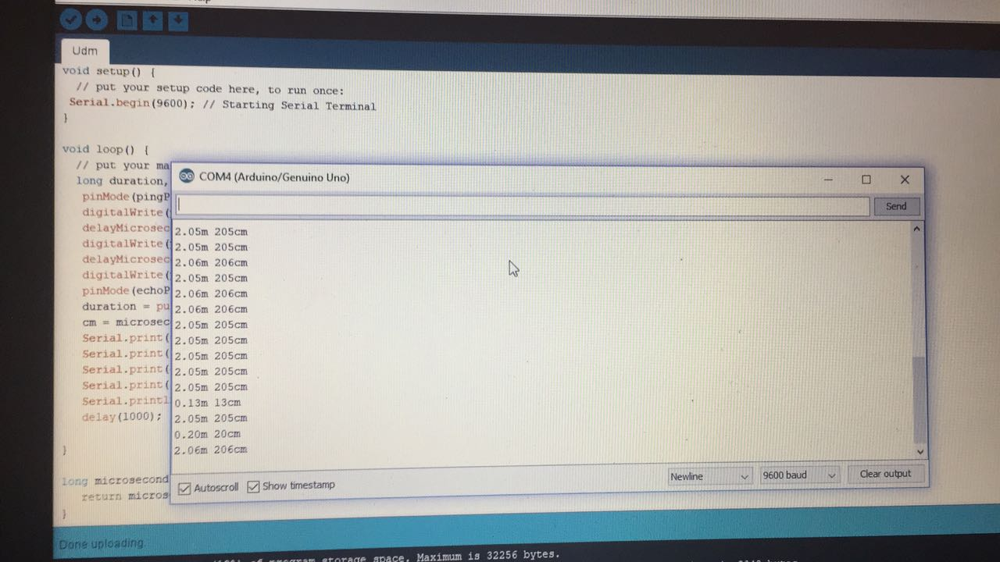 Udm
void setup() {
// put your setup code here, to run once:
Serial.begin(9600); // Starting Serial Terminal
}
void loop() {
// put your ma
long duration,
pinMode(pingP
digitalWrite(
delayMicrosec
digitalWrite(
delayMicrosec
digitalWrite(
pinMode(echoP
duration = pu
cm = microsec
Serial.print(
Serial.print(
Serial.print(
Serial.print(
Serial.printl
delay(1000);
}
long microsecond
return micros
}
COM4 (Arduino/Genuino Uno)
Send
2.05m 205cm
2.05m 205cm
2.06m 206cm
2.05m 205cm
2.06m 206cm
2.06m 206cm
2.05m 205cm
2.05m 205cm
2.05m 205cm
2.05m 205cm
2.05m 205cm
0.13m 13cm
2.05m 205cm
0.20m 20cm
2.06m 206cm
Autoscroll Show timestamp Newline 9600 baud Clear output
Done uploading.
of program storage space. Maximum is 32256 bytes.